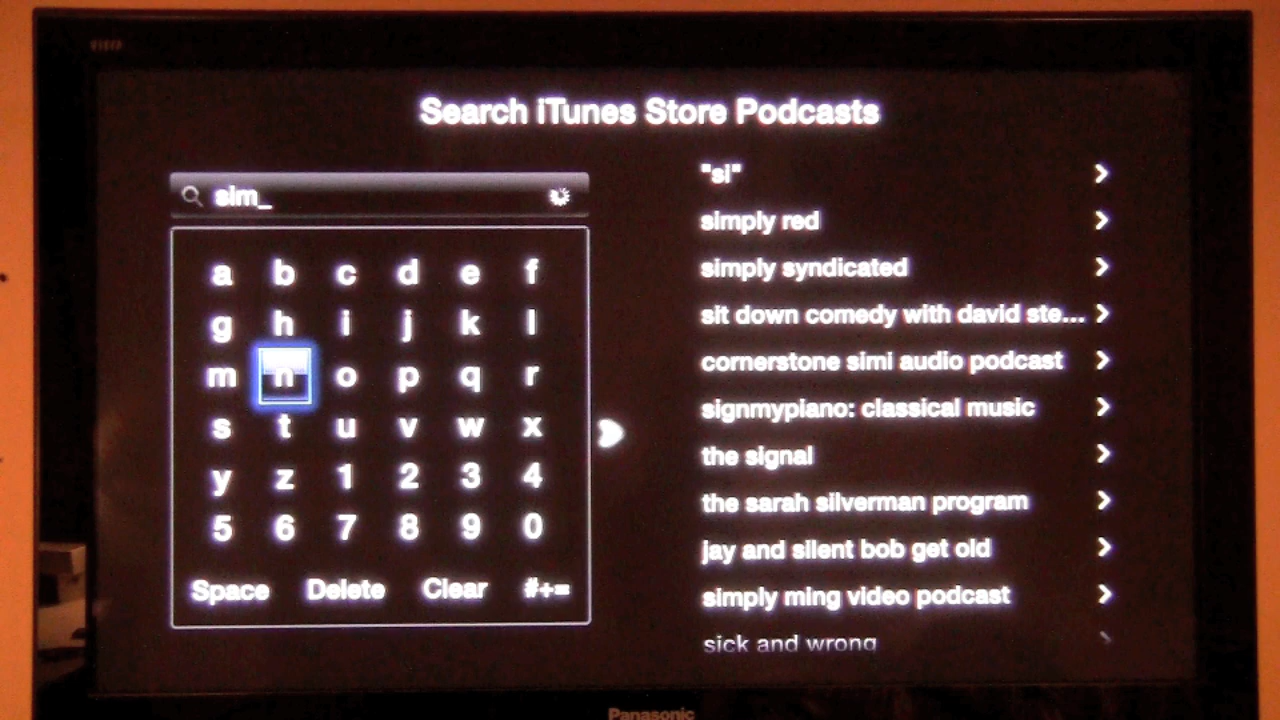 VIERA
Search iTunes Store Podcasts
sim_
a b c d e f
g h i j k l
m n o p q r
s t u v w x
y z 1 2 3 4
5 6 7 8 9 0
Space Delete Clear #+=
"si"
simply red
simply syndicated
sit down comedy with david ste...
cornerstone simi audio podcast
signmypiano: classical music
the signal
the sarah silverman program
jay and silent bob get old
simply ming video podcast
sick and wrong
Panasonic